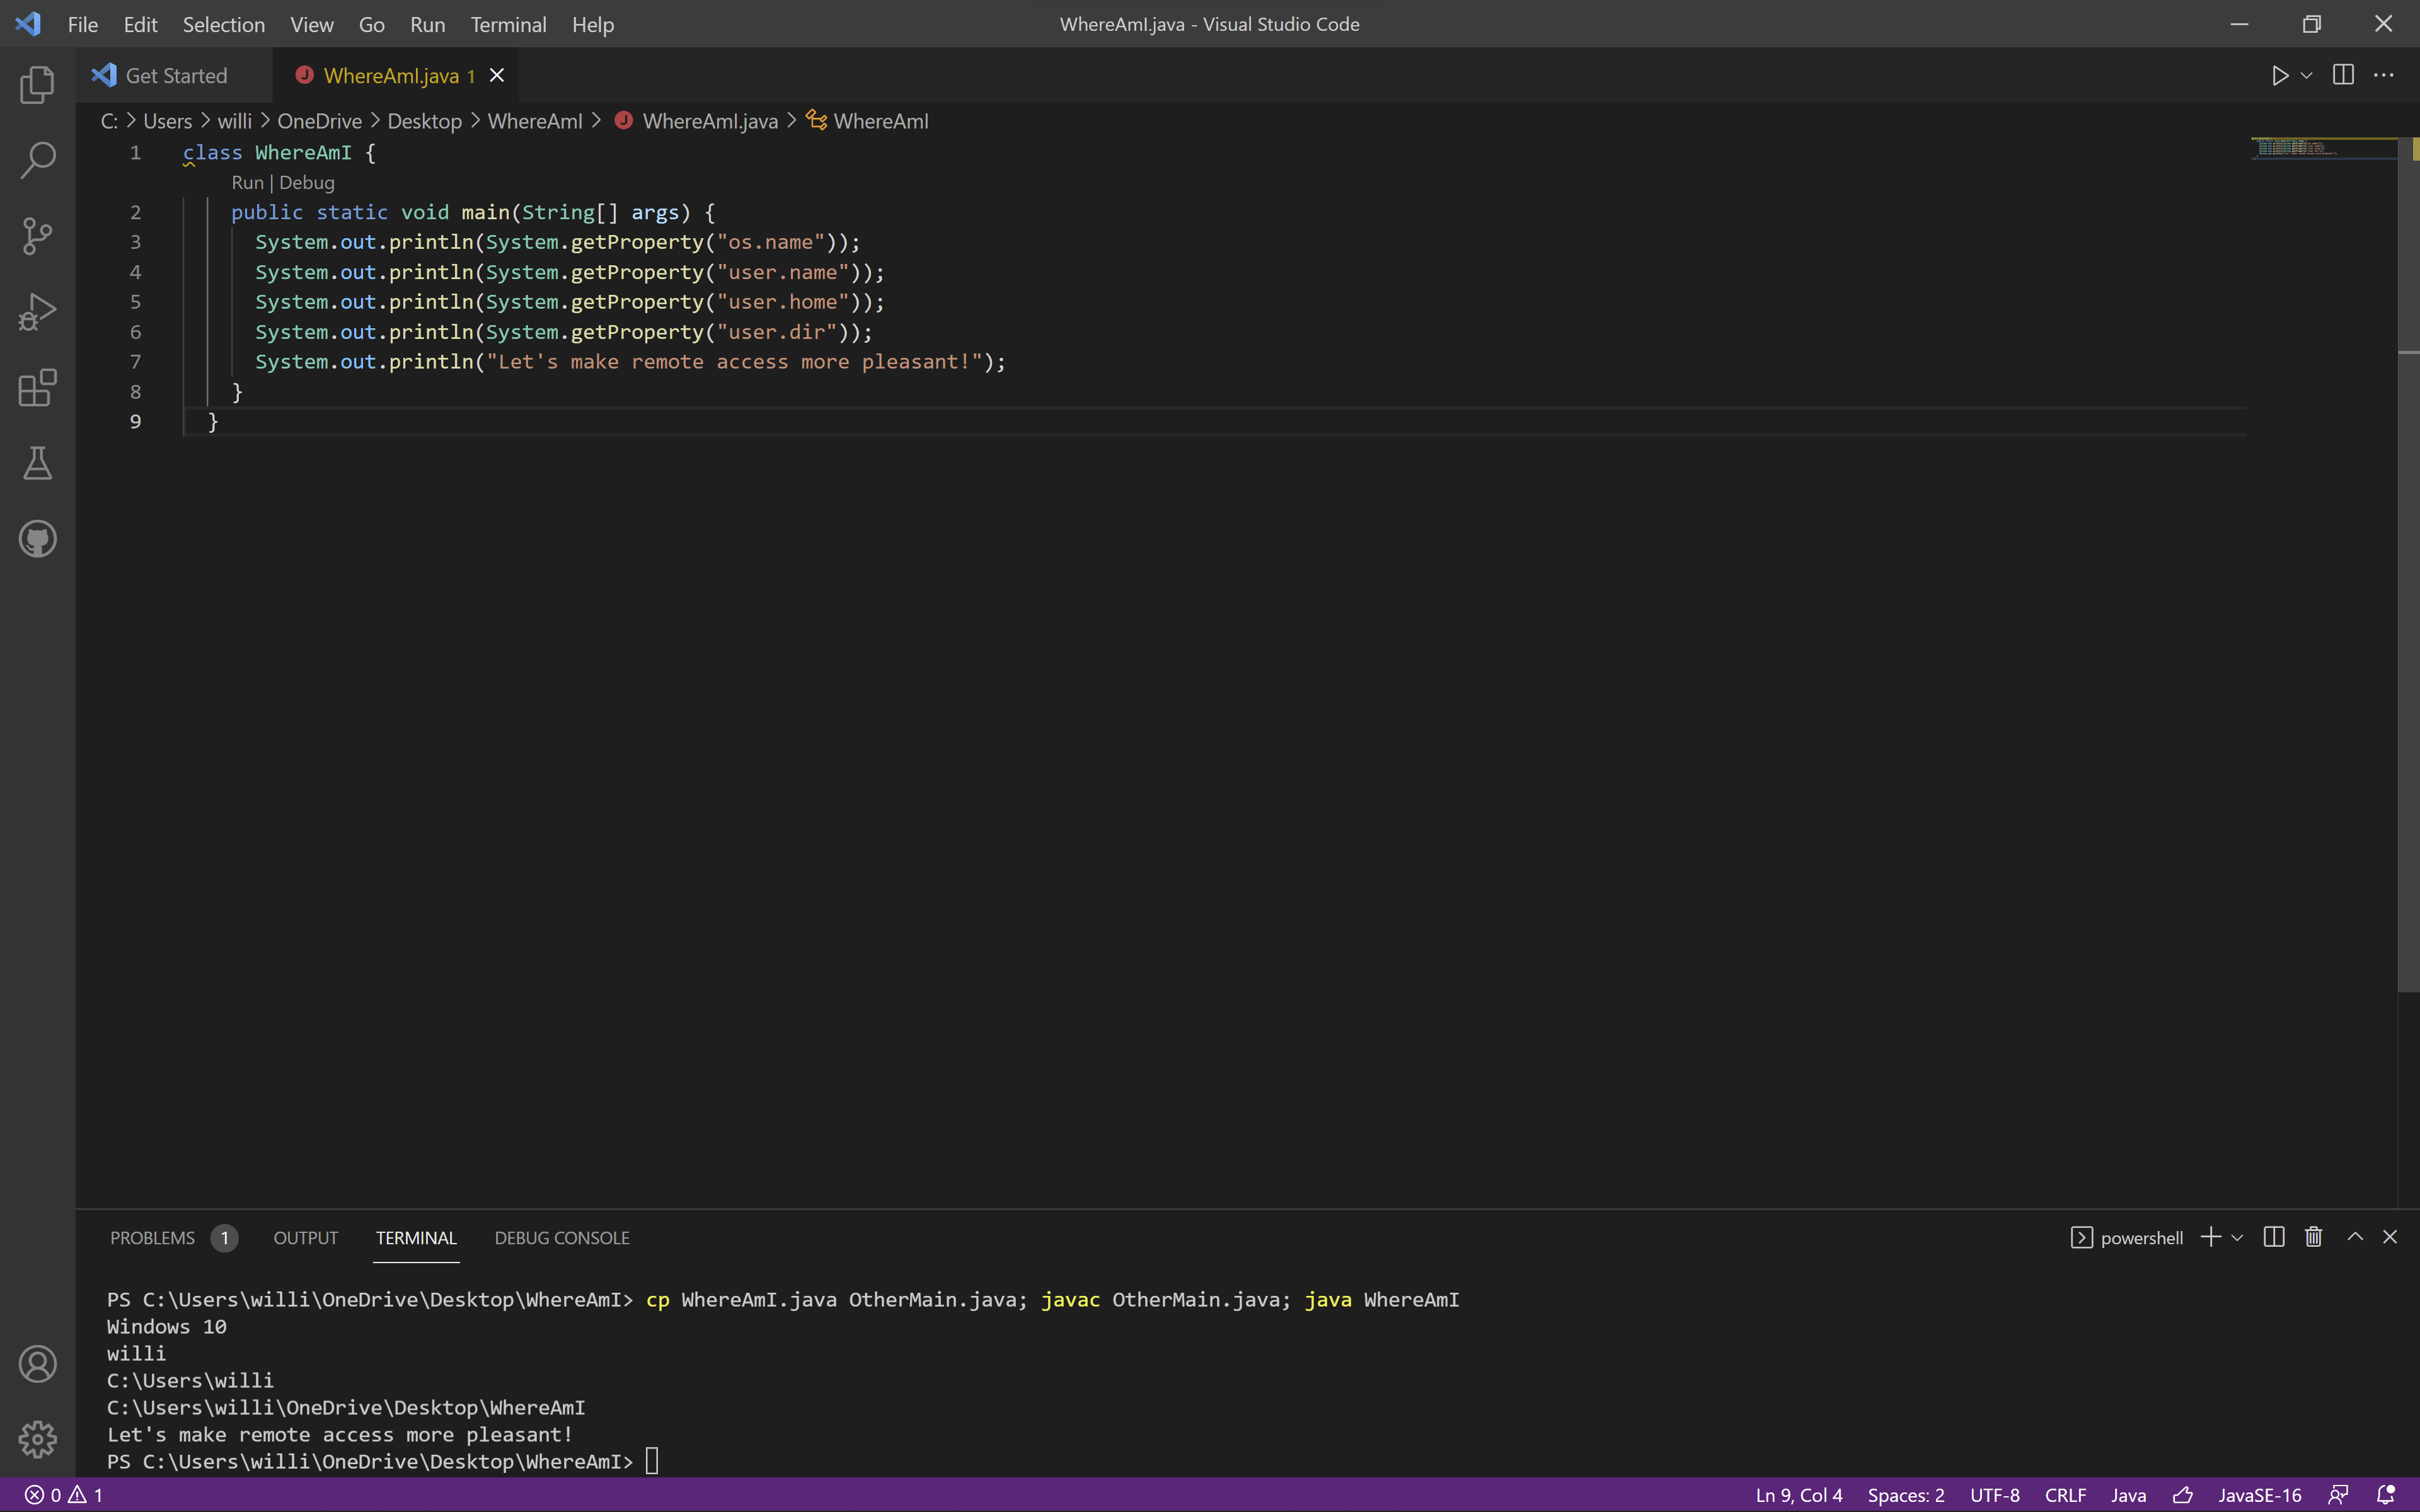 File Edit Selection View Go Run Terminal Help WhereAmI.java - Visual Studio Code
Get Started WhereAmI.java 1
C: > Users > willi > OneDrive > Desktop > WhereAmI > WhereAmI.java > WhereAmI
1 class WhereAmI {
Run | Debug
2 public static void main(String[] args) {
3 System.out.println(System.getProperty("os.name"));
4 System.out.println(System.getProperty("user.name"));
5 System.out.println(System.getProperty("user.home"));
6 System.out.println(System.getProperty("user.dir"));
7 System.out.println("Let's make remote access more pleasant!");
8 }
9 }
PROBLEMS 1 OUTPUT TERMINAL DEBUG CONSOLE powershell
PS C:\Users\willi\OneDrive\Desktop\WhereAmI> cp WhereAmI.java OtherMain.java; javac OtherMain.java; java WhereAmI
Windows 10
willi
C:\Users\willi
C:\Users\willi\OneDrive\Desktop\WhereAmI
Let's make remote access more pleasant!
PS C:\Users\willi\OneDrive\Desktop\WhereAmI>
0 1 Ln 9, Col 4 Spaces: 2 UTF-8 CRLF Java JavaSE-16